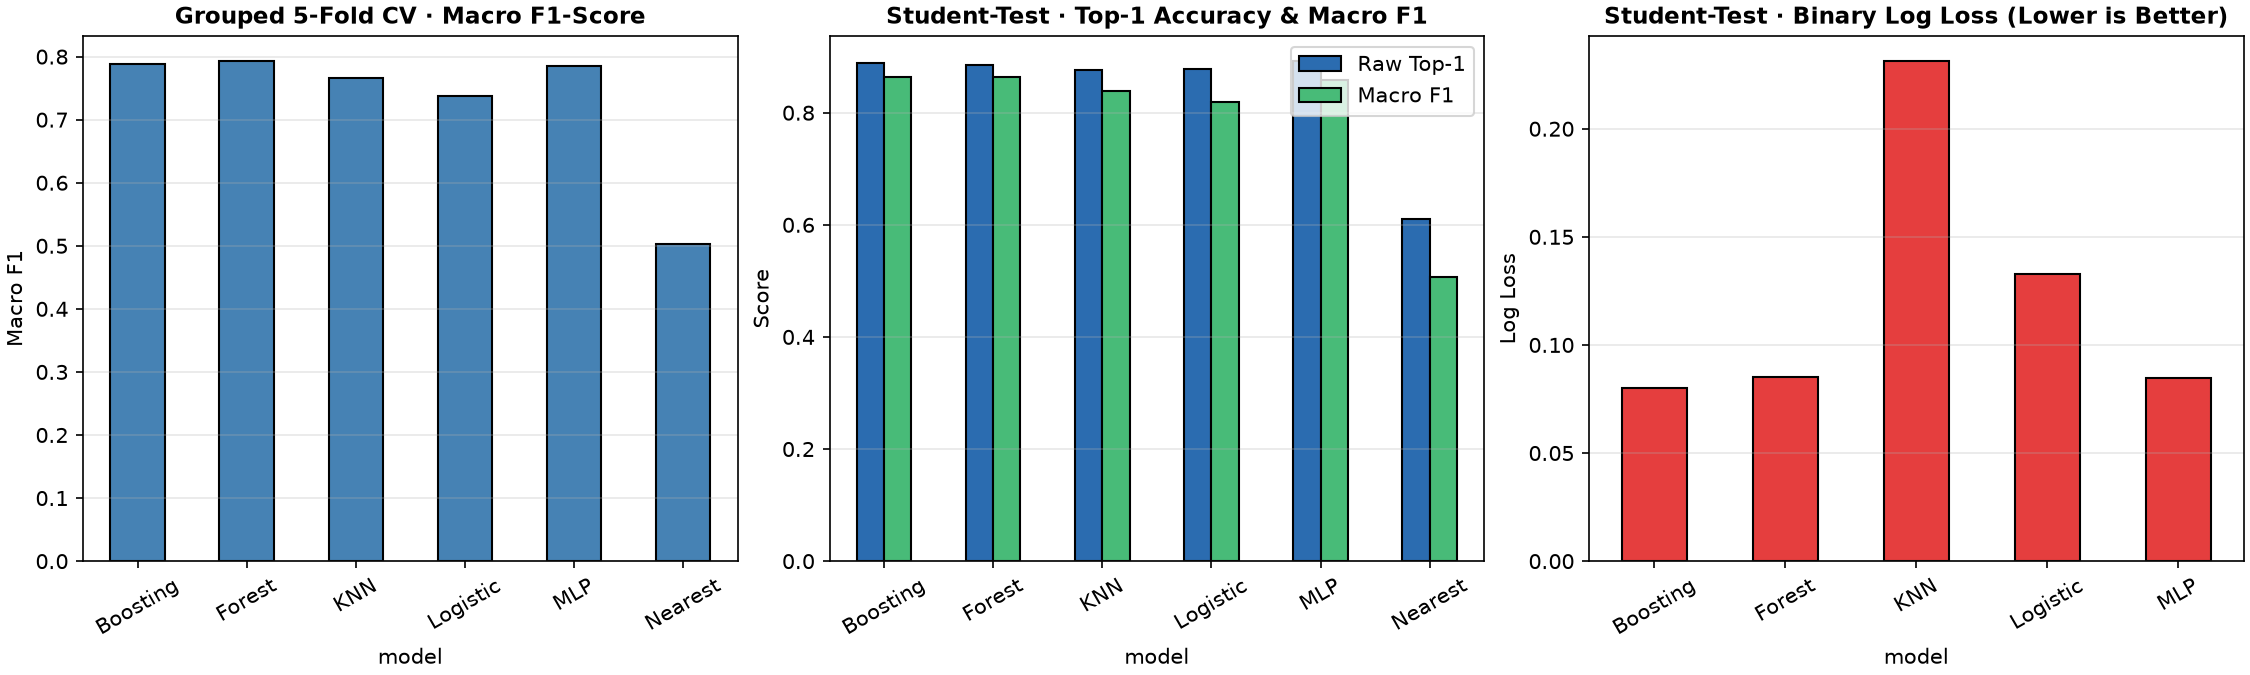 Grouped 5-Fold CV · Macro F1-Score
Macro F1
0.8
0.7
0.6
0.5
0.4
0.3
0.2
0.1
0.0
Boosting
Forest
KNN
Logistic
MLP
Nearest
model
Student-Test · Top-1 Accuracy & Macro F1
Score
0.8
0.6
0.4
0.2
0.0
Raw Top-1
Macro F1
Boosting
Forest
KNN
Logistic
MLP
Nearest
model
Student-Test · Binary Log Loss (Lower is Better)
Log Loss
0.20
0.15
0.10
0.05
0.00
Boosting
Forest
KNN
Logistic
MLP
model